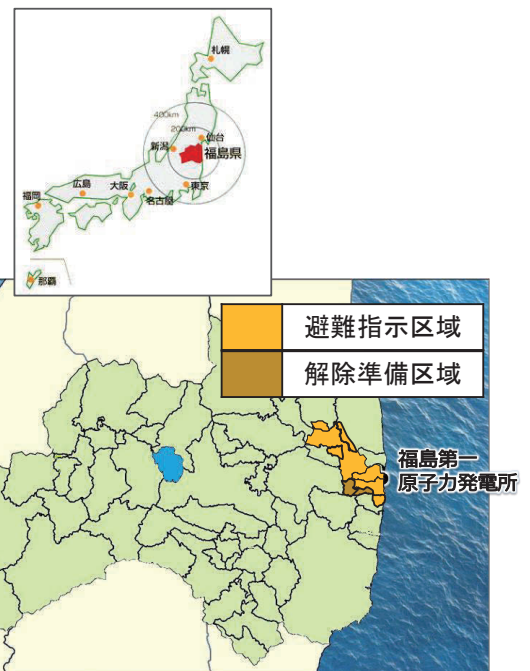 札幌
400km
200km
仙台
新潟
福島県
広島
大阪
東京
福岡
名古屋
那覇
避難指示区域
解除準備区域
福島第一
原子力発電所